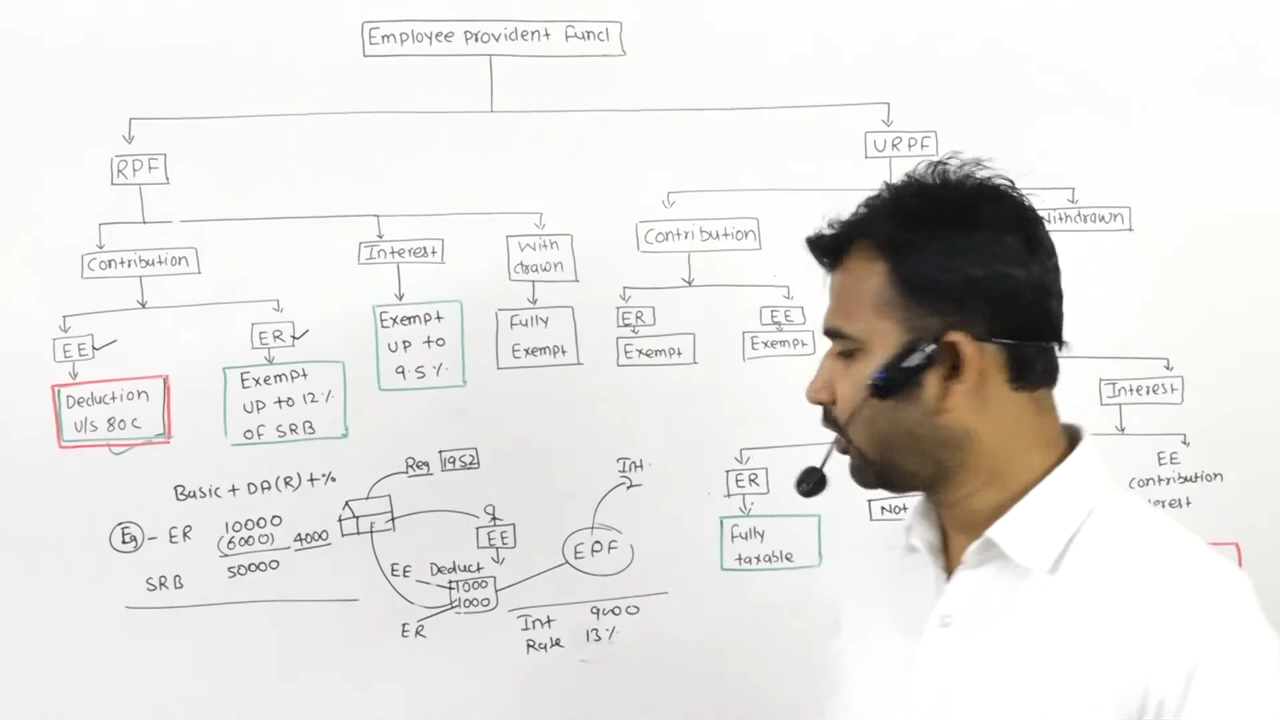 Employee provident fund
RPF
URPF
Contribution
Interest
With
drawn
Contribution
withdrawn
EE
ER
Exempt
up to
9.5%
Fully
Exempt
ER
EE
Exempt
Exempt
Deduction
u/s 80c
Exempt
up to 12%
of SRB
Interest
Basic + DA(R) + %
Reg 1952
Int.
ER
EE
contribution
Not
Fully
taxable
Eg - ER 10000
(6000) 4000
SRB 50000
EE
EE Deduct
1000
1000
ER
EPF
Int 9000
Rate 13%